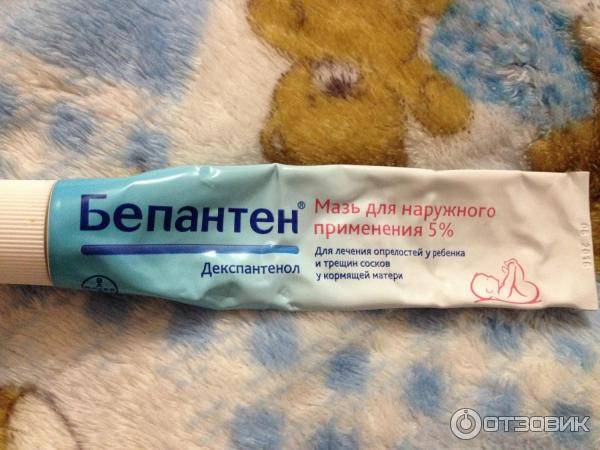 Бепантен®
Декспантенол
Мазь для наружного
применения 5%
Для лечения опрелостей у ребенка
и трещин сосков
у кормящей матери
ОТЗОВИК